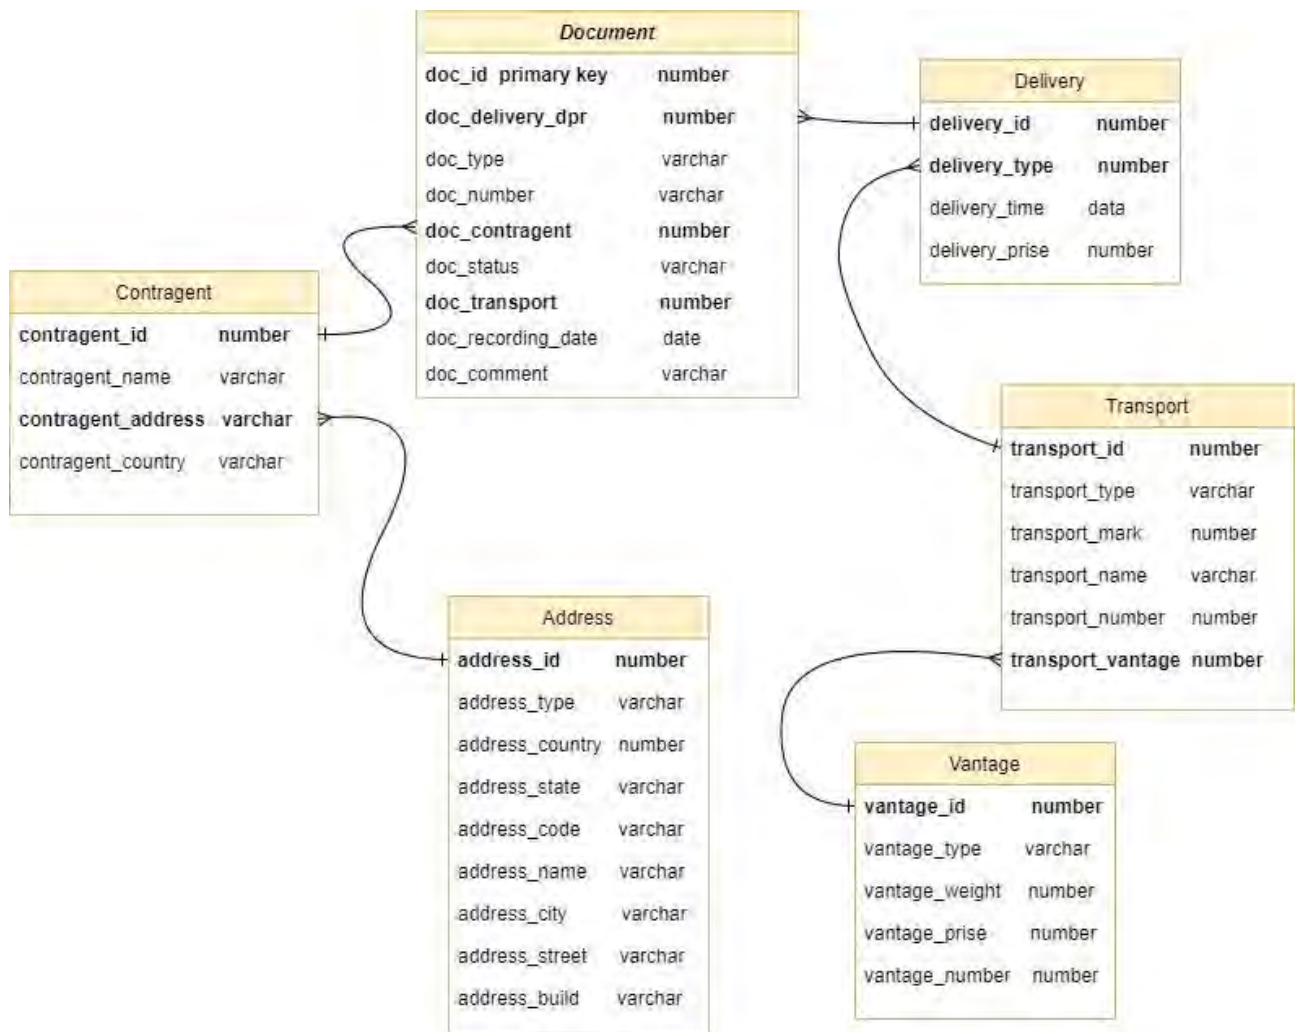 Document
doc_id primary key number
doc_delivery_dpr number
doc_type varchar
doc_number varchar
doc_contragent number
doc_status varchar
doc_transport number
doc_recording_date date
doc_comment varchar
Delivery
delivery_id number
delivery_type number
delivery_time data
delivery_prise number
Contragent
contragent_id number
contragent_name varchar
contragent_address varchar
contragent_country varchar
Transport
transport_id number
transport_type varchar
transport_mark number
transport_name varchar
transport_number number
transport_vantage number
Address
address_id number
address_type varchar
address_country number
address_state varchar
address_code varchar
address_name varchar
address_city varchar
address_street varchar
address_build varchar
Vantage
vantage_id number
vantage_type varchar
vantage_weight number
vantage_prise number
vantage_number number